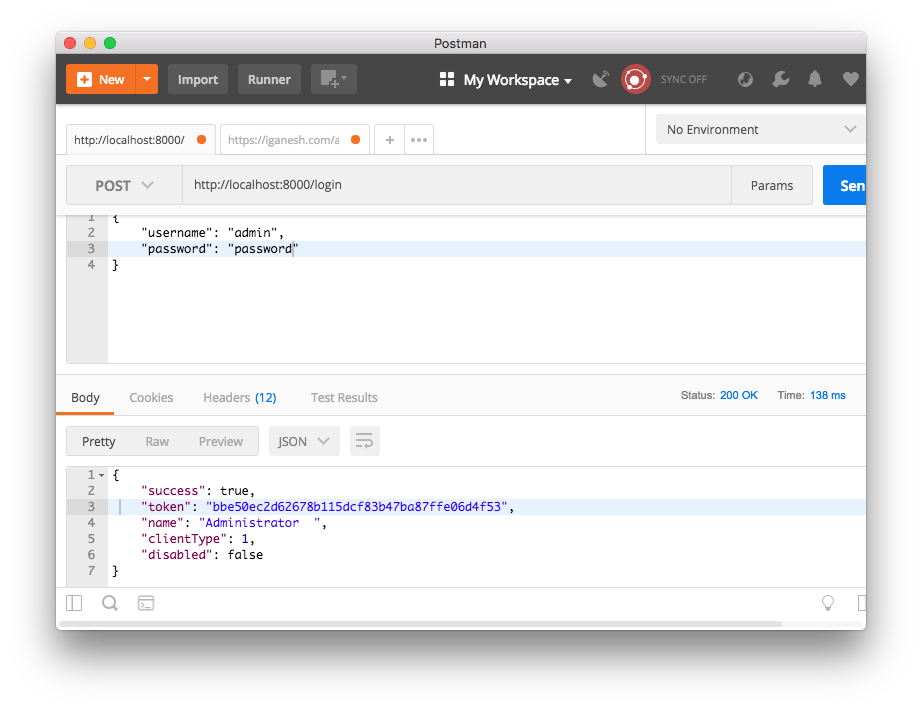 Postman
New Import Runner My Workspace SYNC OFF
http://localhost:8000/ https://iganesh.com/a + ••• No Environment
POST http://localhost:8000/login Params Sen
1 {
2 "username": "admin",
3 "password": "password"
4 }
Body Cookies Headers (12) Test Results Status: 200 OK Time: 138 ms
Pretty Raw Preview JSON
1 {
2 "success": true,
3 "token": "bbe50ec2d62678b115dcf83b47ba87ffe06d4f53",
4 "name": "Administrator  ",
5 "clientType": 1,
6 "disabled": false
7 }